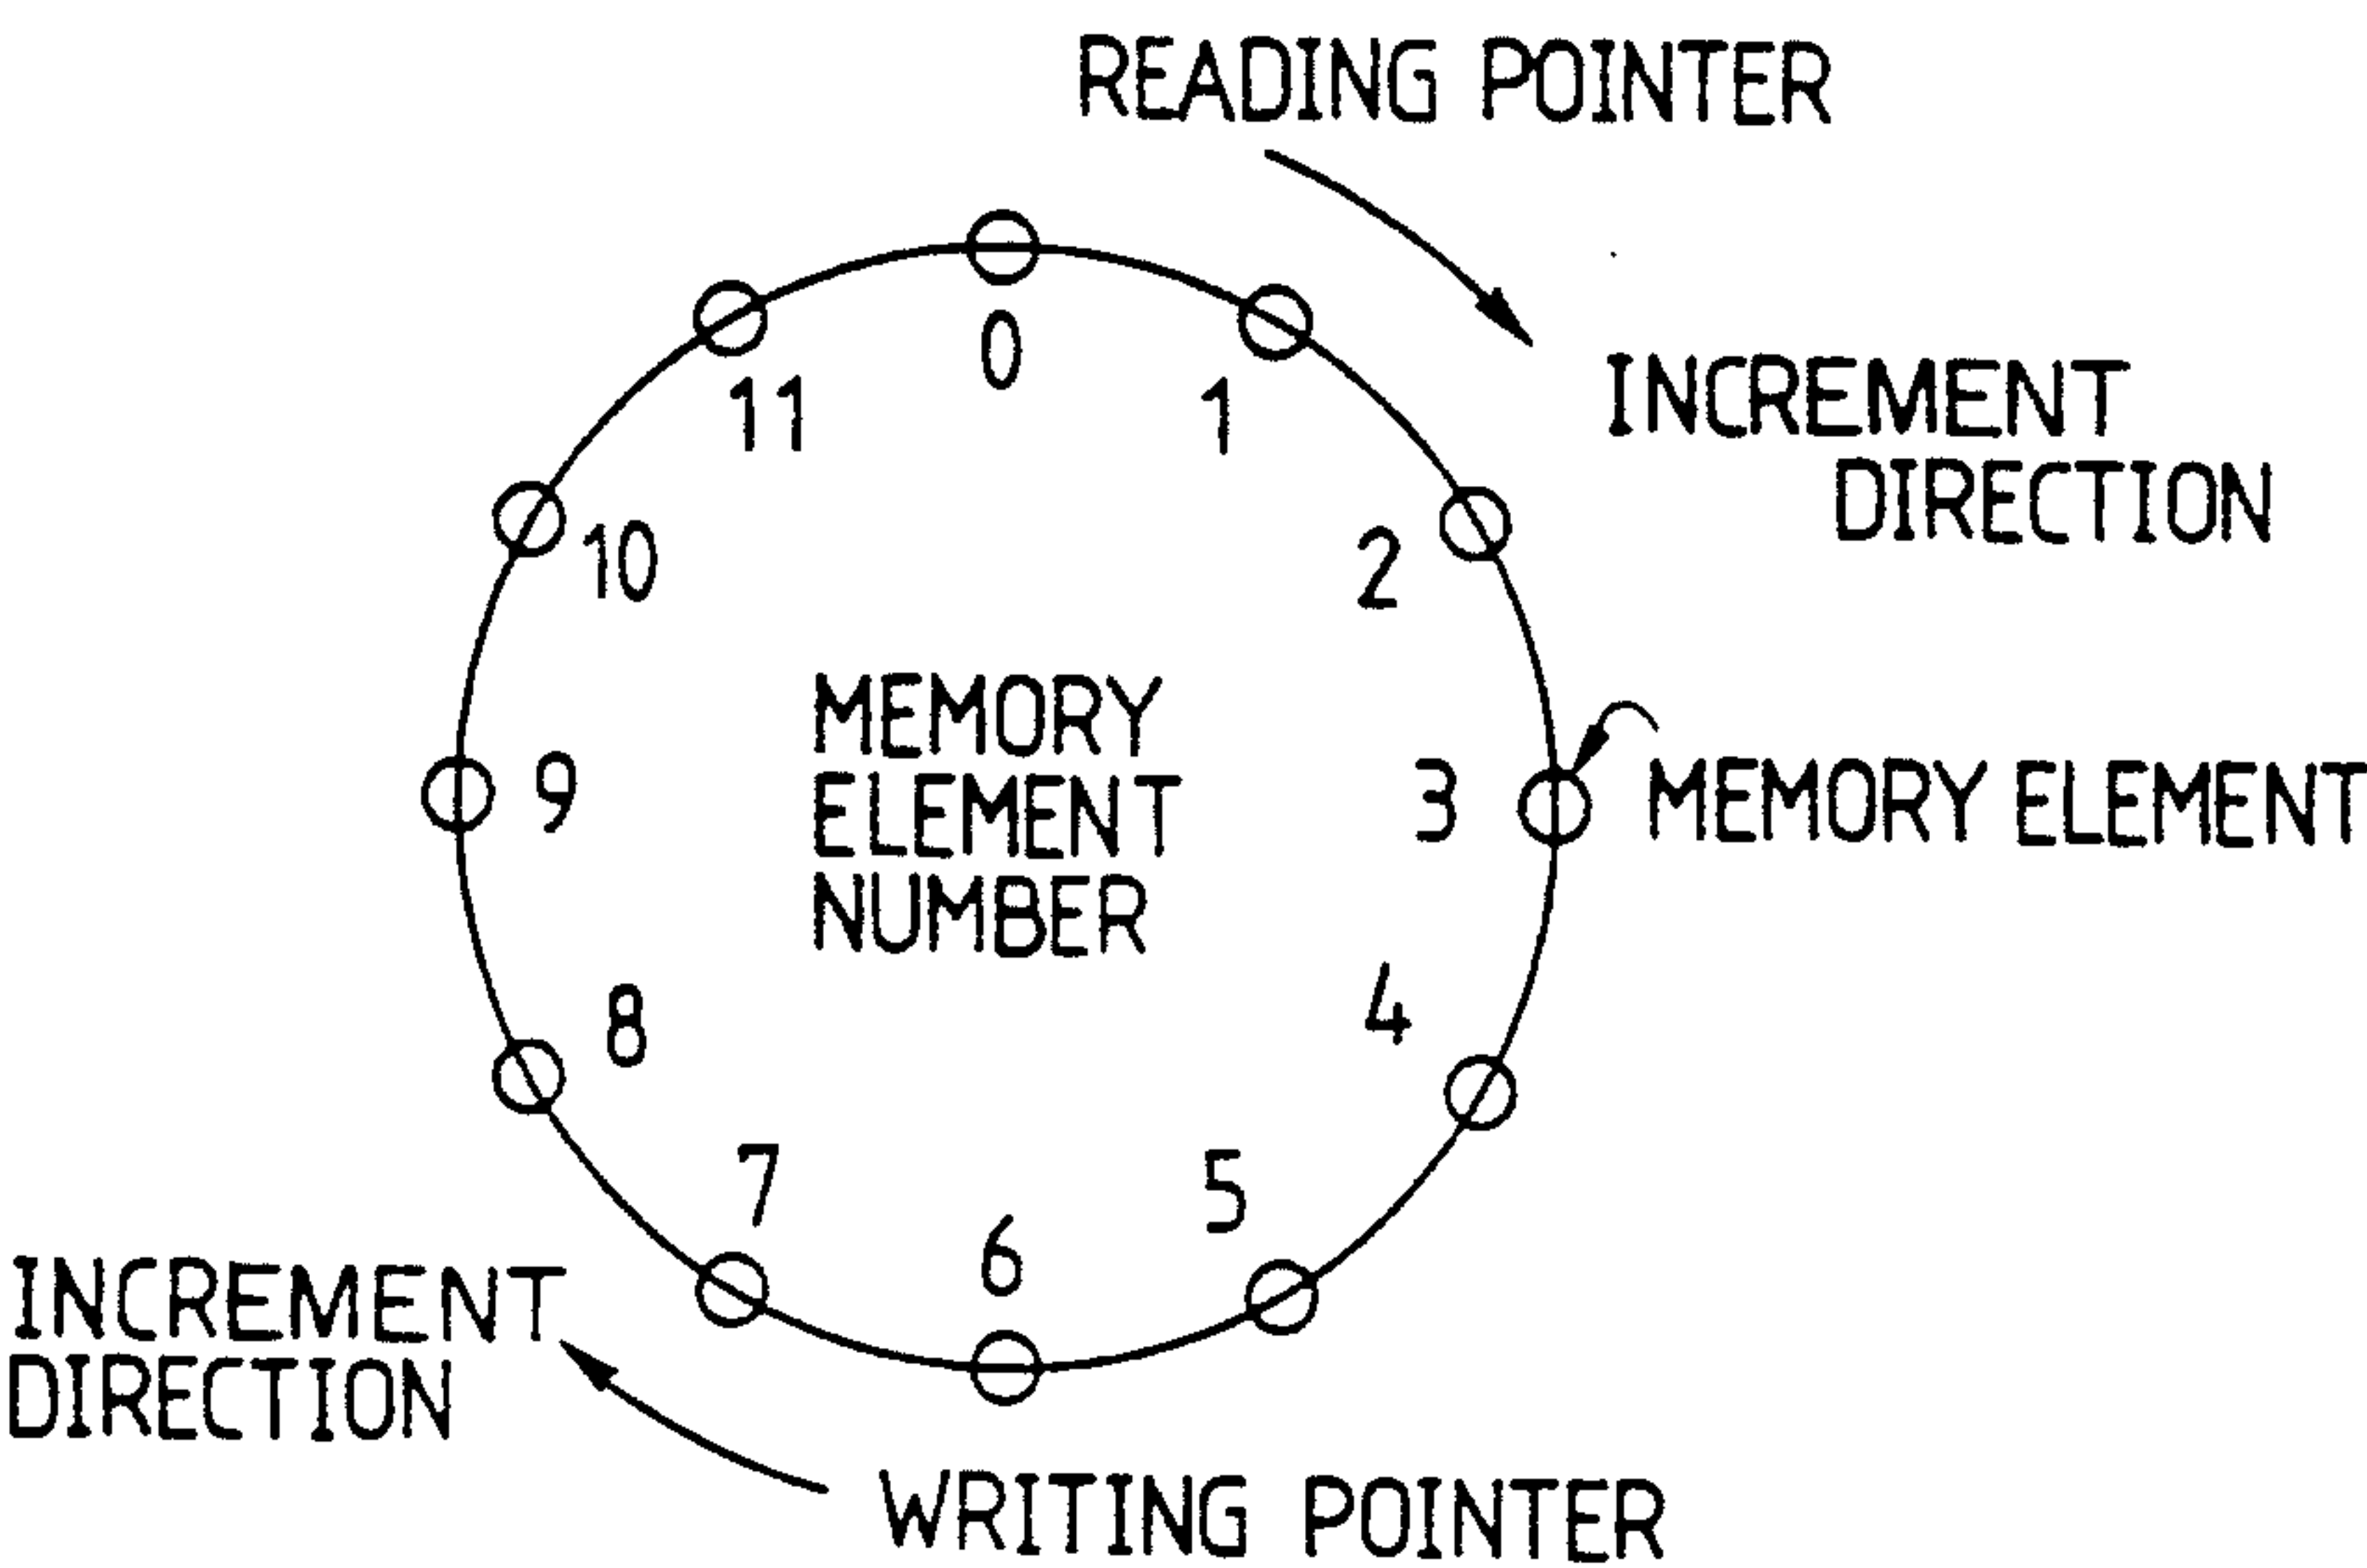 READING POINTER
INCREMENT
DIRECTION
0
11
1
10
2
MEMORY
ELEMENT
NUMBER
9
3
MEMORY ELEMENT
8
4
7
5
6
INCREMENT
DIRECTION
WRITING POINTER